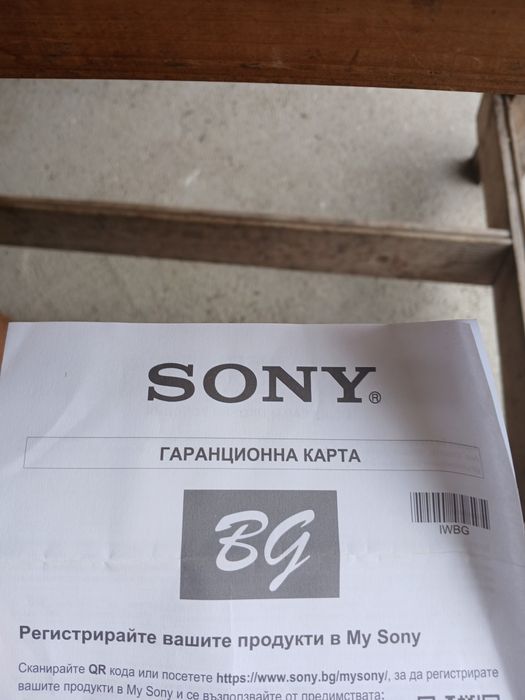 SONY®
ГАРАНЦИОННА КАРТА
BG
IWBG
Регистрирайте вашите продукти в My Sony
Сканирайте QR кода или посетете https://www.sony.bg/mysony/, за да регистрирате
вашите продукти в My Sony и се възползвайте от предимствата: